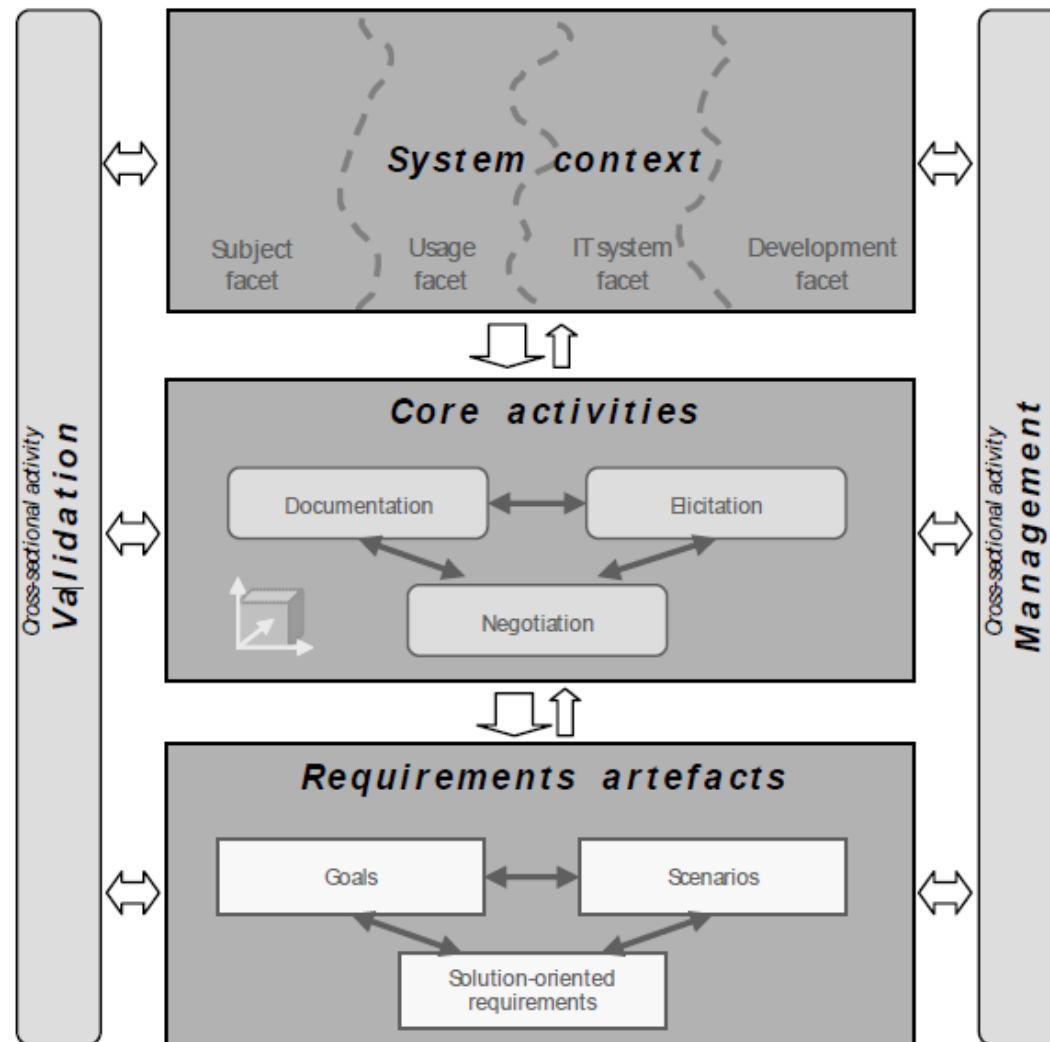 System context
Subject
facet
Usage
facet
IT system
facet
Development
facet
Core activities
Documentation
Elicitation
Negotiation
Requirements artefacts
Goals
Scenarios
Solution-oriented
requirements
Cross-sectional activity
Validation
Cross-sectional activity
Management